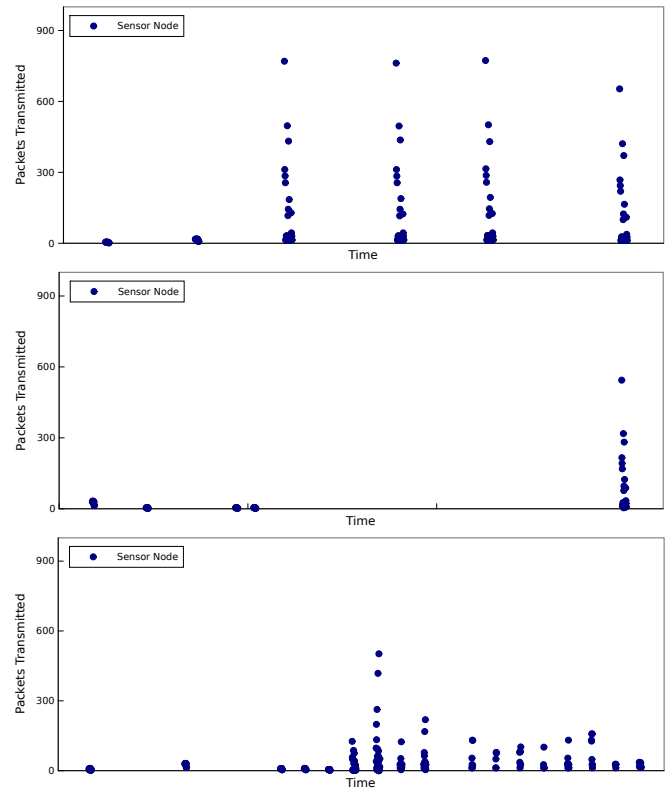 Sensor Node
Packets Transmitted
900
600
300
0
Time
Sensor Node
Packets Transmitted
900
600
300
0
Time
Sensor Node
Packets Transmitted
900
600
300
0
Time